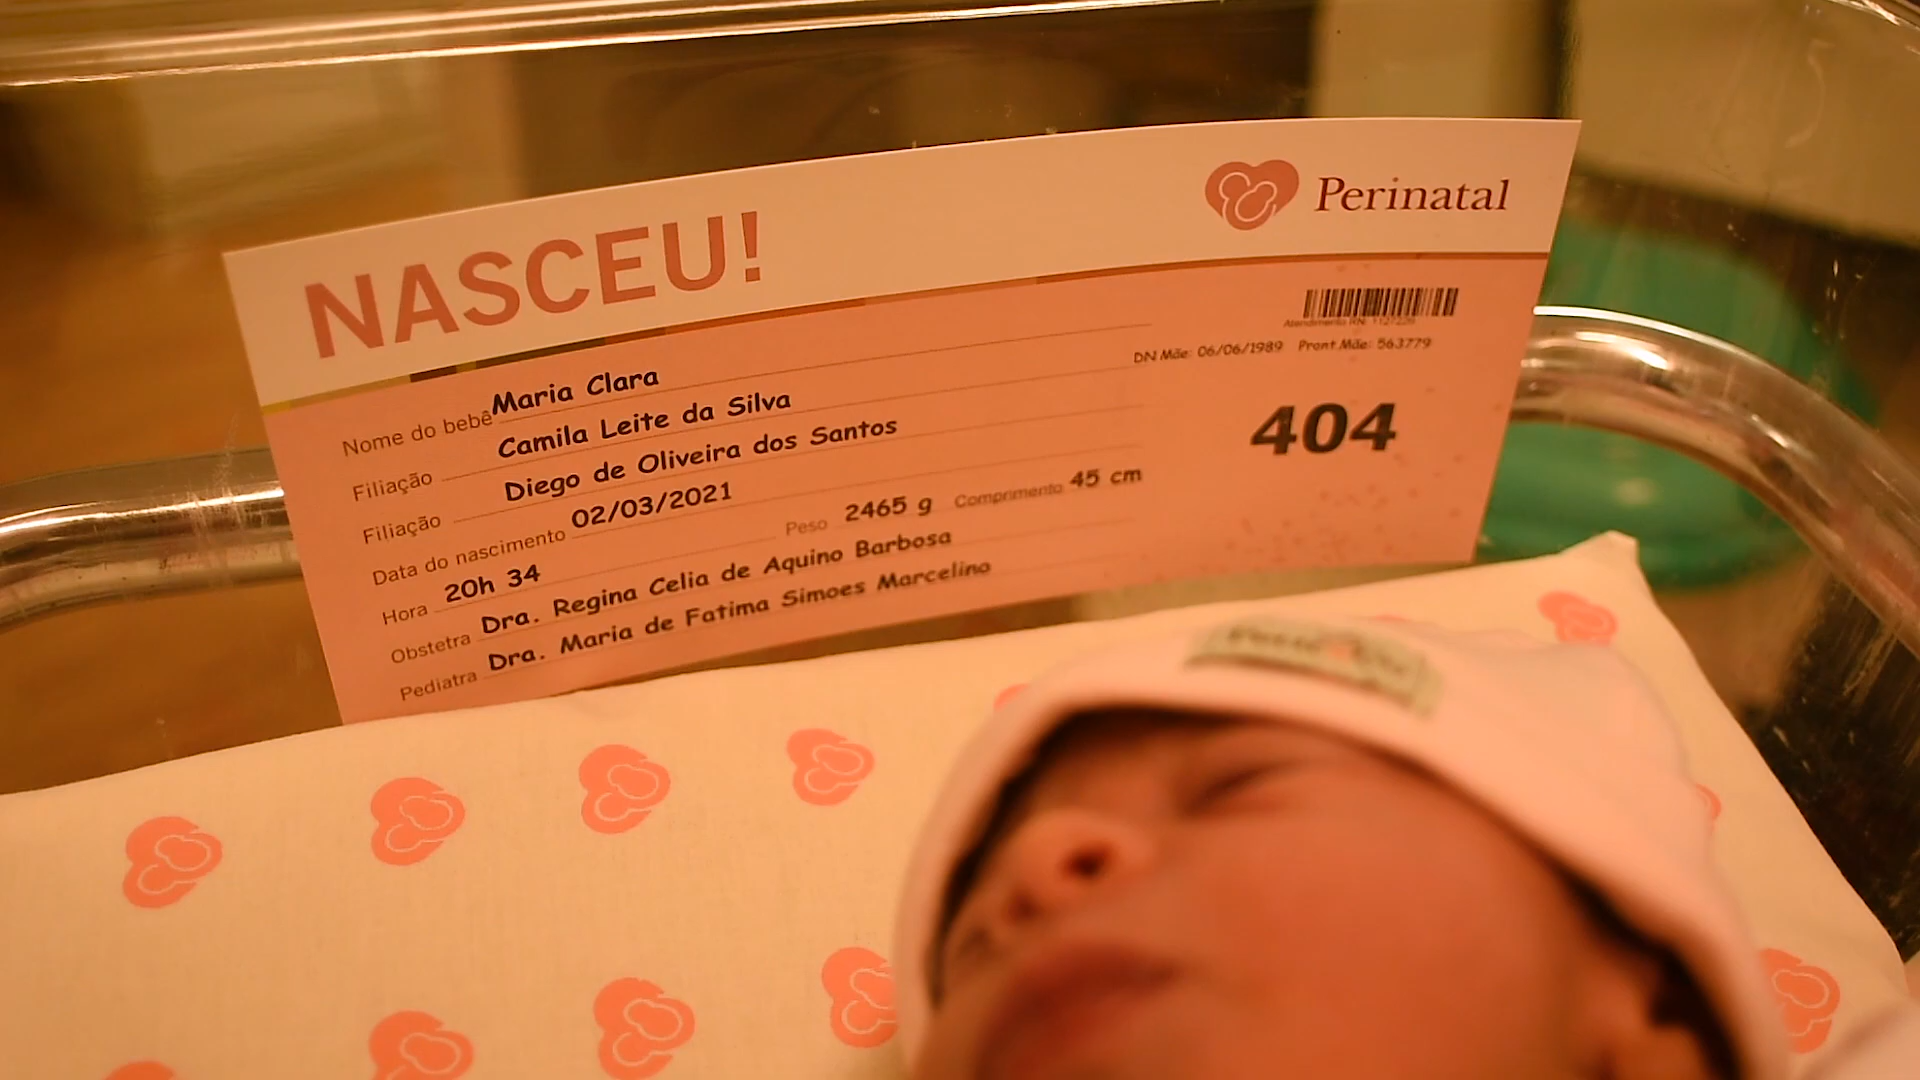 Perinatal
NASCEU!
Nome do bebê Maria Clara
Filiação Camila Leite da Silva
DN Mãe: 06/06/1989 Pront.Mãe: 563779
Filiação Diego de Oliveira dos Santos
404
Data do nascimento 02/03/2021
Hora 20h 34 Peso 2465 g Comprimento 45 cm
Obstetra Dra. Regina Celia de Aquino Barbosa
Pediatra Dra. Maria de Fatima Simoes Marcelino
Atendimento RN: